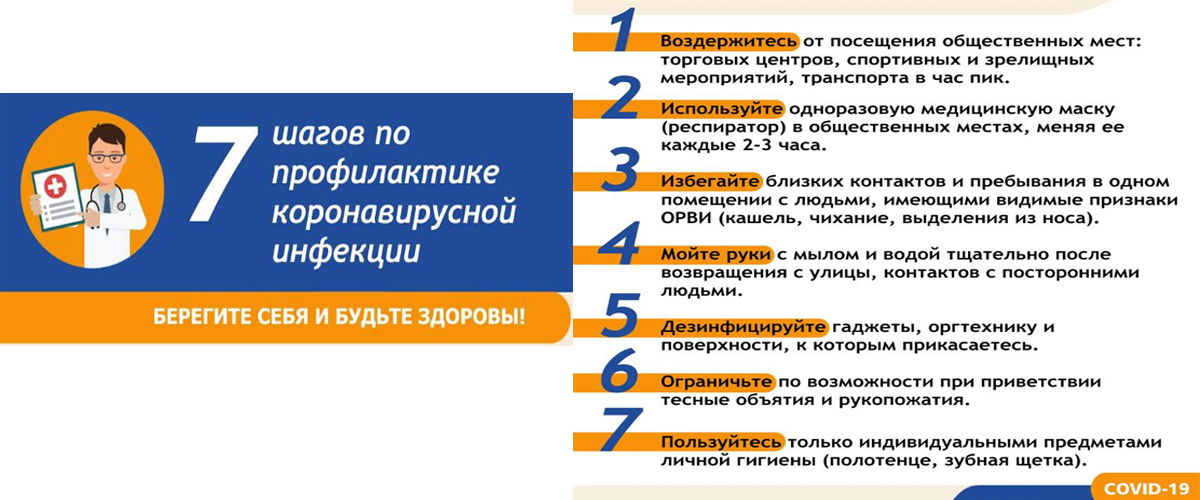 7
шагов по
профилактике
коронавирусной
инфекции
БЕРЕГИТЕ СЕБЯ И БУДЬТЕ ЗДОРОВЫ!
1
Воздержитесь от посещения общественных мест:
торговых центров, спортивных и зрелищных
мероприятий, транспорта в час пик.
2
Используйте одноразовую медицинскую маску
(респиратор) в общественных местах, меняя ее
каждые 2-3 часа.
3
Избегайте близких контактов и пребывания в одном
помещении с людьми, имеющими видимые признаки
ОРВИ (кашель, чихание, выделения из носа).
4
Мойте руки с мылом и водой тщательно после
возвращения с улицы, контактов с посторонними
людьми.
5
Дезинфицируйте гаджеты, оргтехнику и
поверхности, к которым прикасаетесь.
6
Ограничьте по возможности при приветствии
тесные объятия и рукопожатия.
7
Пользуйтесь только индивидуальными предметами
личной гигиены (полотенце, зубная щетка).
COVID-19